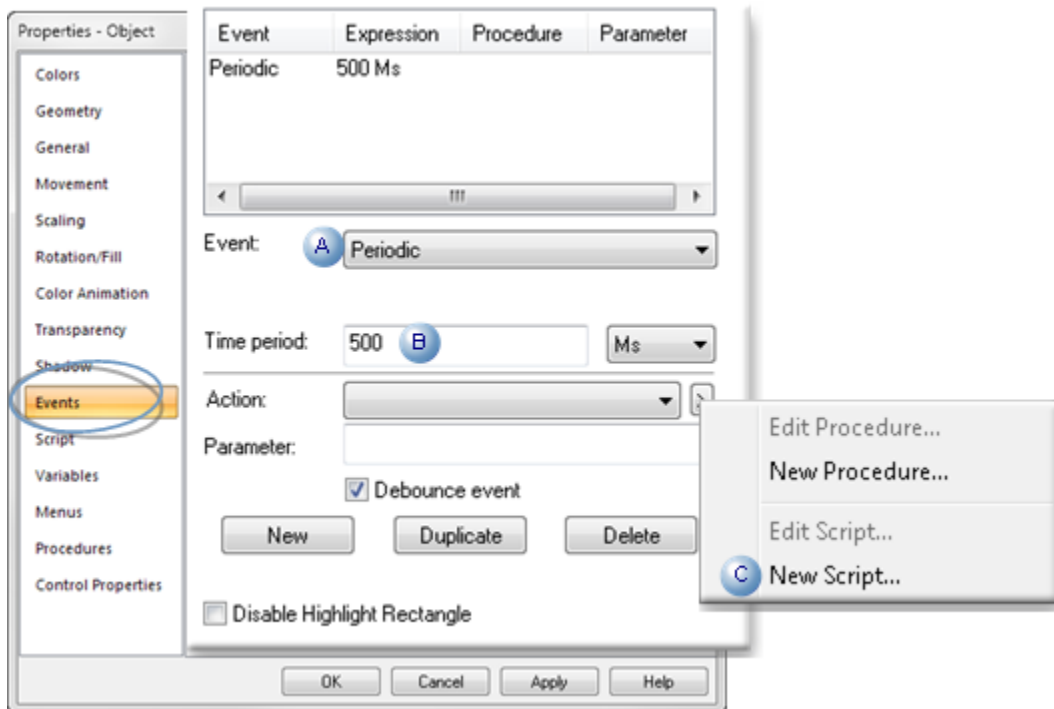 Properties - Object
Colors
Geometry
General
Movement
Scaling
Rotation/Fill
Color Animation
Transparency
Shadow
Events
Script
Variables
Menus
Procedures
Control Properties
Event Expression Procedure Parameter
Periodic 500 Ms
Event: A Periodic
Time period: 500 B Ms
Action: >
Parameter:
Debounce event
New Duplicate Delete
Disable Highlight Rectangle
Edit Procedure...
New Procedure...
Edit Script...
C New Script...
OK Cancel Apply Help